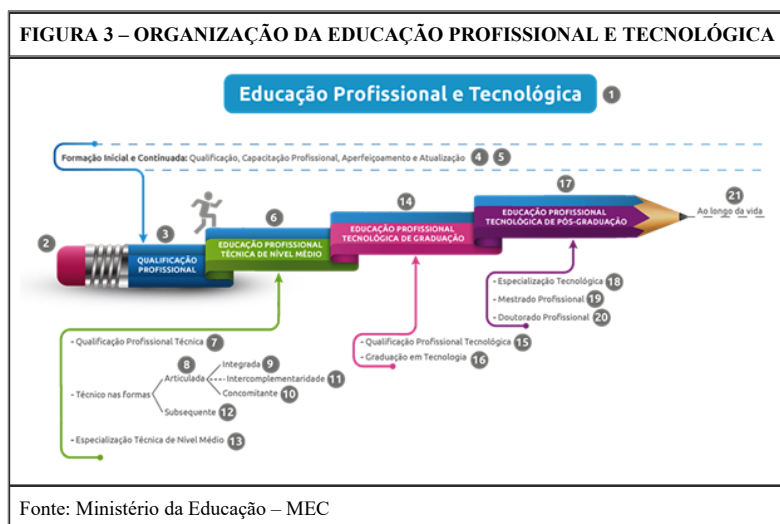 FIGURA 3 – ORGANIZAÇÃO DA EDUCAÇÃO PROFISSIONAL E TECNOLÓGICA
Educação Profissional e Tecnológica 1
Formação Inicial e Continuada: Qualificação, Capacitação Profissional, Aperfeiçoamento e Atualização 4 5
2
3
QUALIFICAÇÃO
PROFISSIONAL
6
EDUCAÇÃO PROFISSIONAL
TÉCNICA DE NÍVEL MÉDIO
14
EDUCAÇÃO PROFISSIONAL
TECNOLÓGICA DE GRADUAÇÃO
17
EDUCAÇÃO PROFISSIONAL
TECNOLÓGICA DE PÓS-GRADUAÇÃO
21
Ao longo da vida
- Qualificação Profissional Técnica 7
- Técnico nas formas
8
Articulada
Integrada 9
Intercomplementaridade 11
Concomitante 10
Subsequente 12
- Especialização Técnica de Nível Médio 13
- Qualificação Profissional Tecnológica 15
- Graduação em Tecnologia 16
- Especialização Tecnológica 18
- Mestrado Profissional 19
- Doutorado Profissional 20
Fonte: Ministério da Educação – MEC